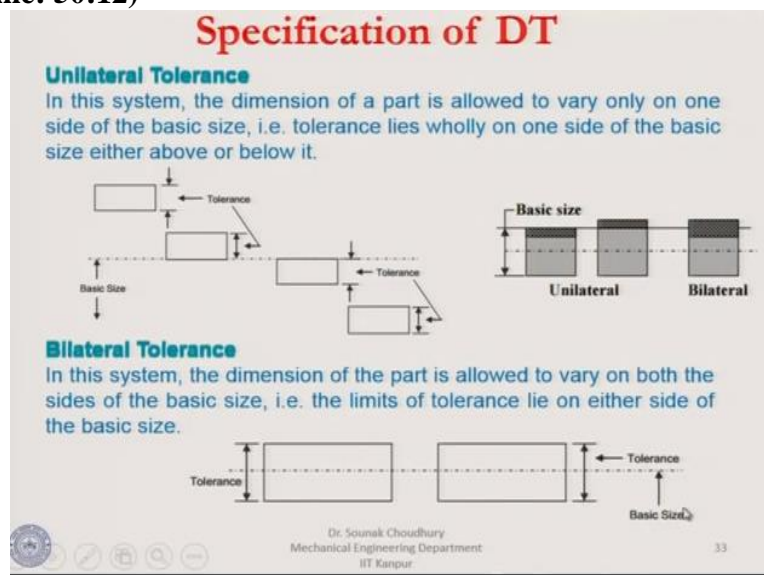 Specification of DT
Unilateral Tolerance
In this system, the dimension of a part is allowed to vary only on one
side of the basic size, i.e. tolerance lies wholly on one side of the basic
size either above or below it.
Tolerance
Basic size
Tolerance
Basic Size
Unilateral
Bilateral
Bilateral Tolerance
In this system, the dimension of the part is allowed to vary on both the
sides of the basic size, i.e. the limits of tolerance lie on either side of
the basic size.
Tolerance
Tolerance
Basic Size
Dr. Sounak Choudhury
Mechanical Engineering Department
33
IIT Kanpur